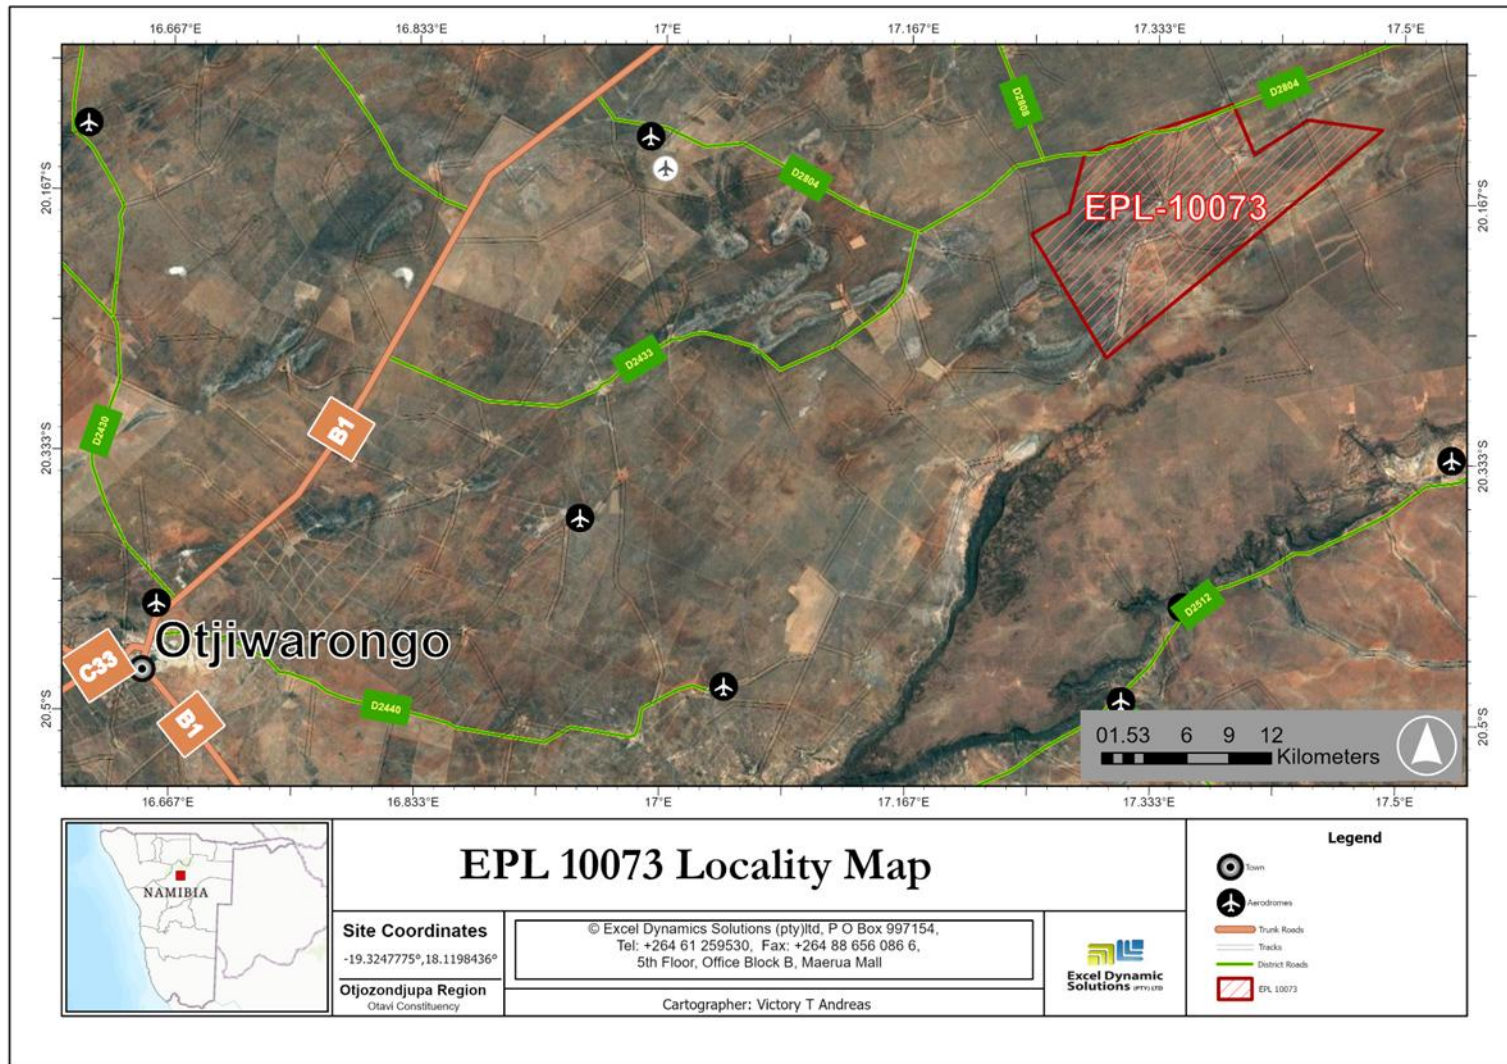 16.667°E
16.833°E
17°E
17.167°E
17.333°E
17.5°E
20.167°S
20.333°S
20.5°S
20.167°S
20.333°S
20.5°S
D2804
D2808
D2804
EPL-10073
D2433
B1
D2430
D2512
Otjiwarongo
C33
B1
D2440
01.53 6 9 12
Kilometers
16.667°E
16.833°E
17°E
17.167°E
17.333°E
17.5°E
NAMIBIA
EPL 10073 Locality Map
Site Coordinates
-19.3247775°,18.1198436°
Otjozondjupa Region
Otavi Constituency
© Excel Dynamics Solutions (pty)ltd, P O Box 997154,
Tel: +264 61 259530, Fax: +264 88 656 086 6,
5th Floor, Office Block B, Maerua Mall
Cartographer: Victory T Andreas
Excel Dynamic
Solutions (PTY) LTD
Legend
Town
Aerodromes
Trunk Roads
Tracks
District Roads
EPL 10073